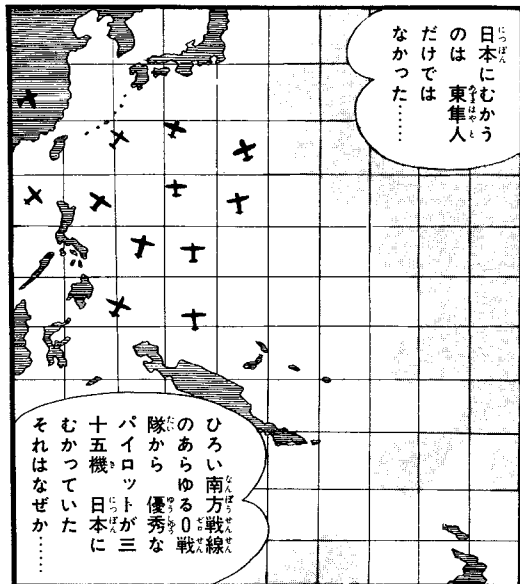 日本にむかう
のは 東隼人
だけでは
なかった……
ひろい南方戦線
のあらゆる0戦
隊から 優秀な
パイロットが三
十五機 日本に
むかっていた
それはなぜか……